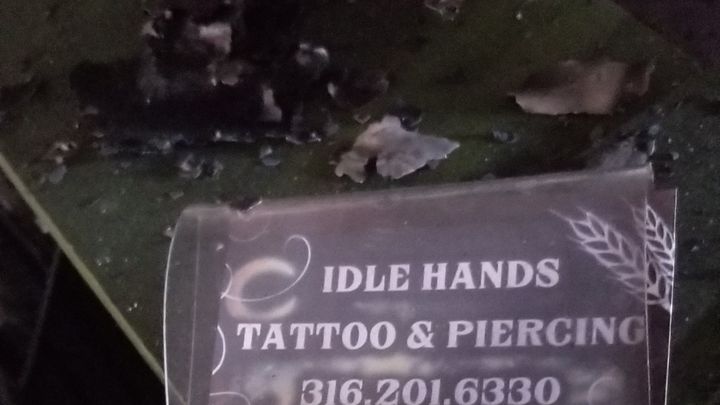 IDLE HANDS
TATTOO & PIERCING
316.201.6330